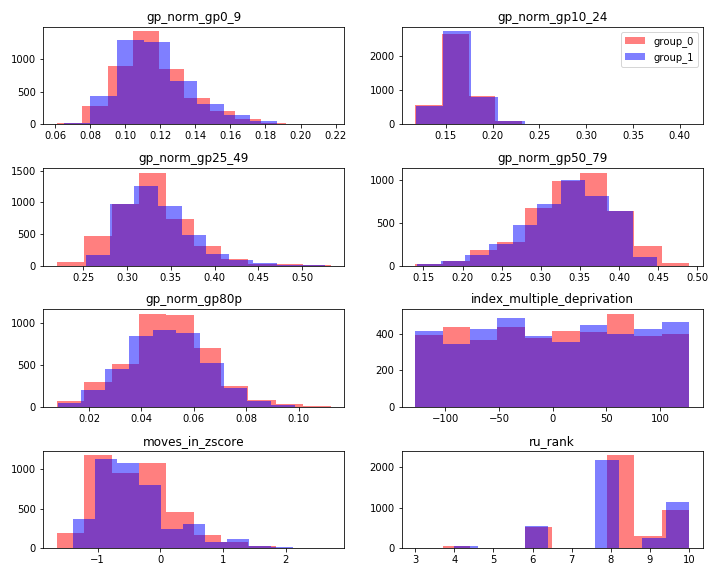 gp_norm_gp0_9
1000
500
0
0.06 0.08 0.10 0.12 0.14 0.16 0.18 0.20 0.22
gp_norm_gp10_24
group_0
group_1
2000
1000
0
0.15 0.20 0.25 0.30 0.35 0.40
gp_norm_gp25_49
1500
1000
500
0
0.25 0.30 0.35 0.40 0.45 0.50
gp_norm_gp50_79
1000
500
0
0.15 0.20 0.25 0.30 0.35 0.40 0.45 0.50
gp_norm_gp80p
1000
500
0
0.02 0.04 0.06 0.08 0.10
index_multiple_deprivation
400
200
0
−100 −50 0 50 100
moves_in_zscore
1000
500
0
−1 0 1 2
ru_rank
2000
1000
0
3 4 5 6 7 8 9 10